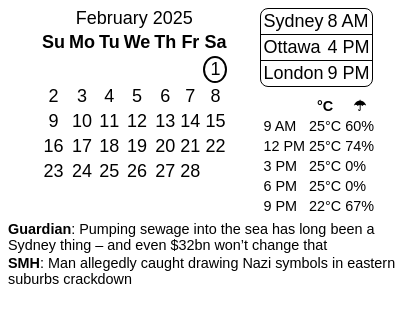 February 2025
Su Mo Tu We Th Fr Sa
1
2 3 4 5 6 7 8
9 10 11 12 13 14 15
16 17 18 19 20 21 22
23 24 25 26 27 28
Sydney 8 AM
Ottawa 4 PM
London 9 PM
°C ☂
9 AM 25°C 60%
12 PM 25°C 74%
3 PM 25°C 0%
6 PM 25°C 0%
9 PM 22°C 67%
Guardian: Pumping sewage into the sea has long been a
Sydney thing – and even $32bn won’t change that
SMH: Man allegedly caught drawing Nazi symbols in eastern
suburbs crackdown